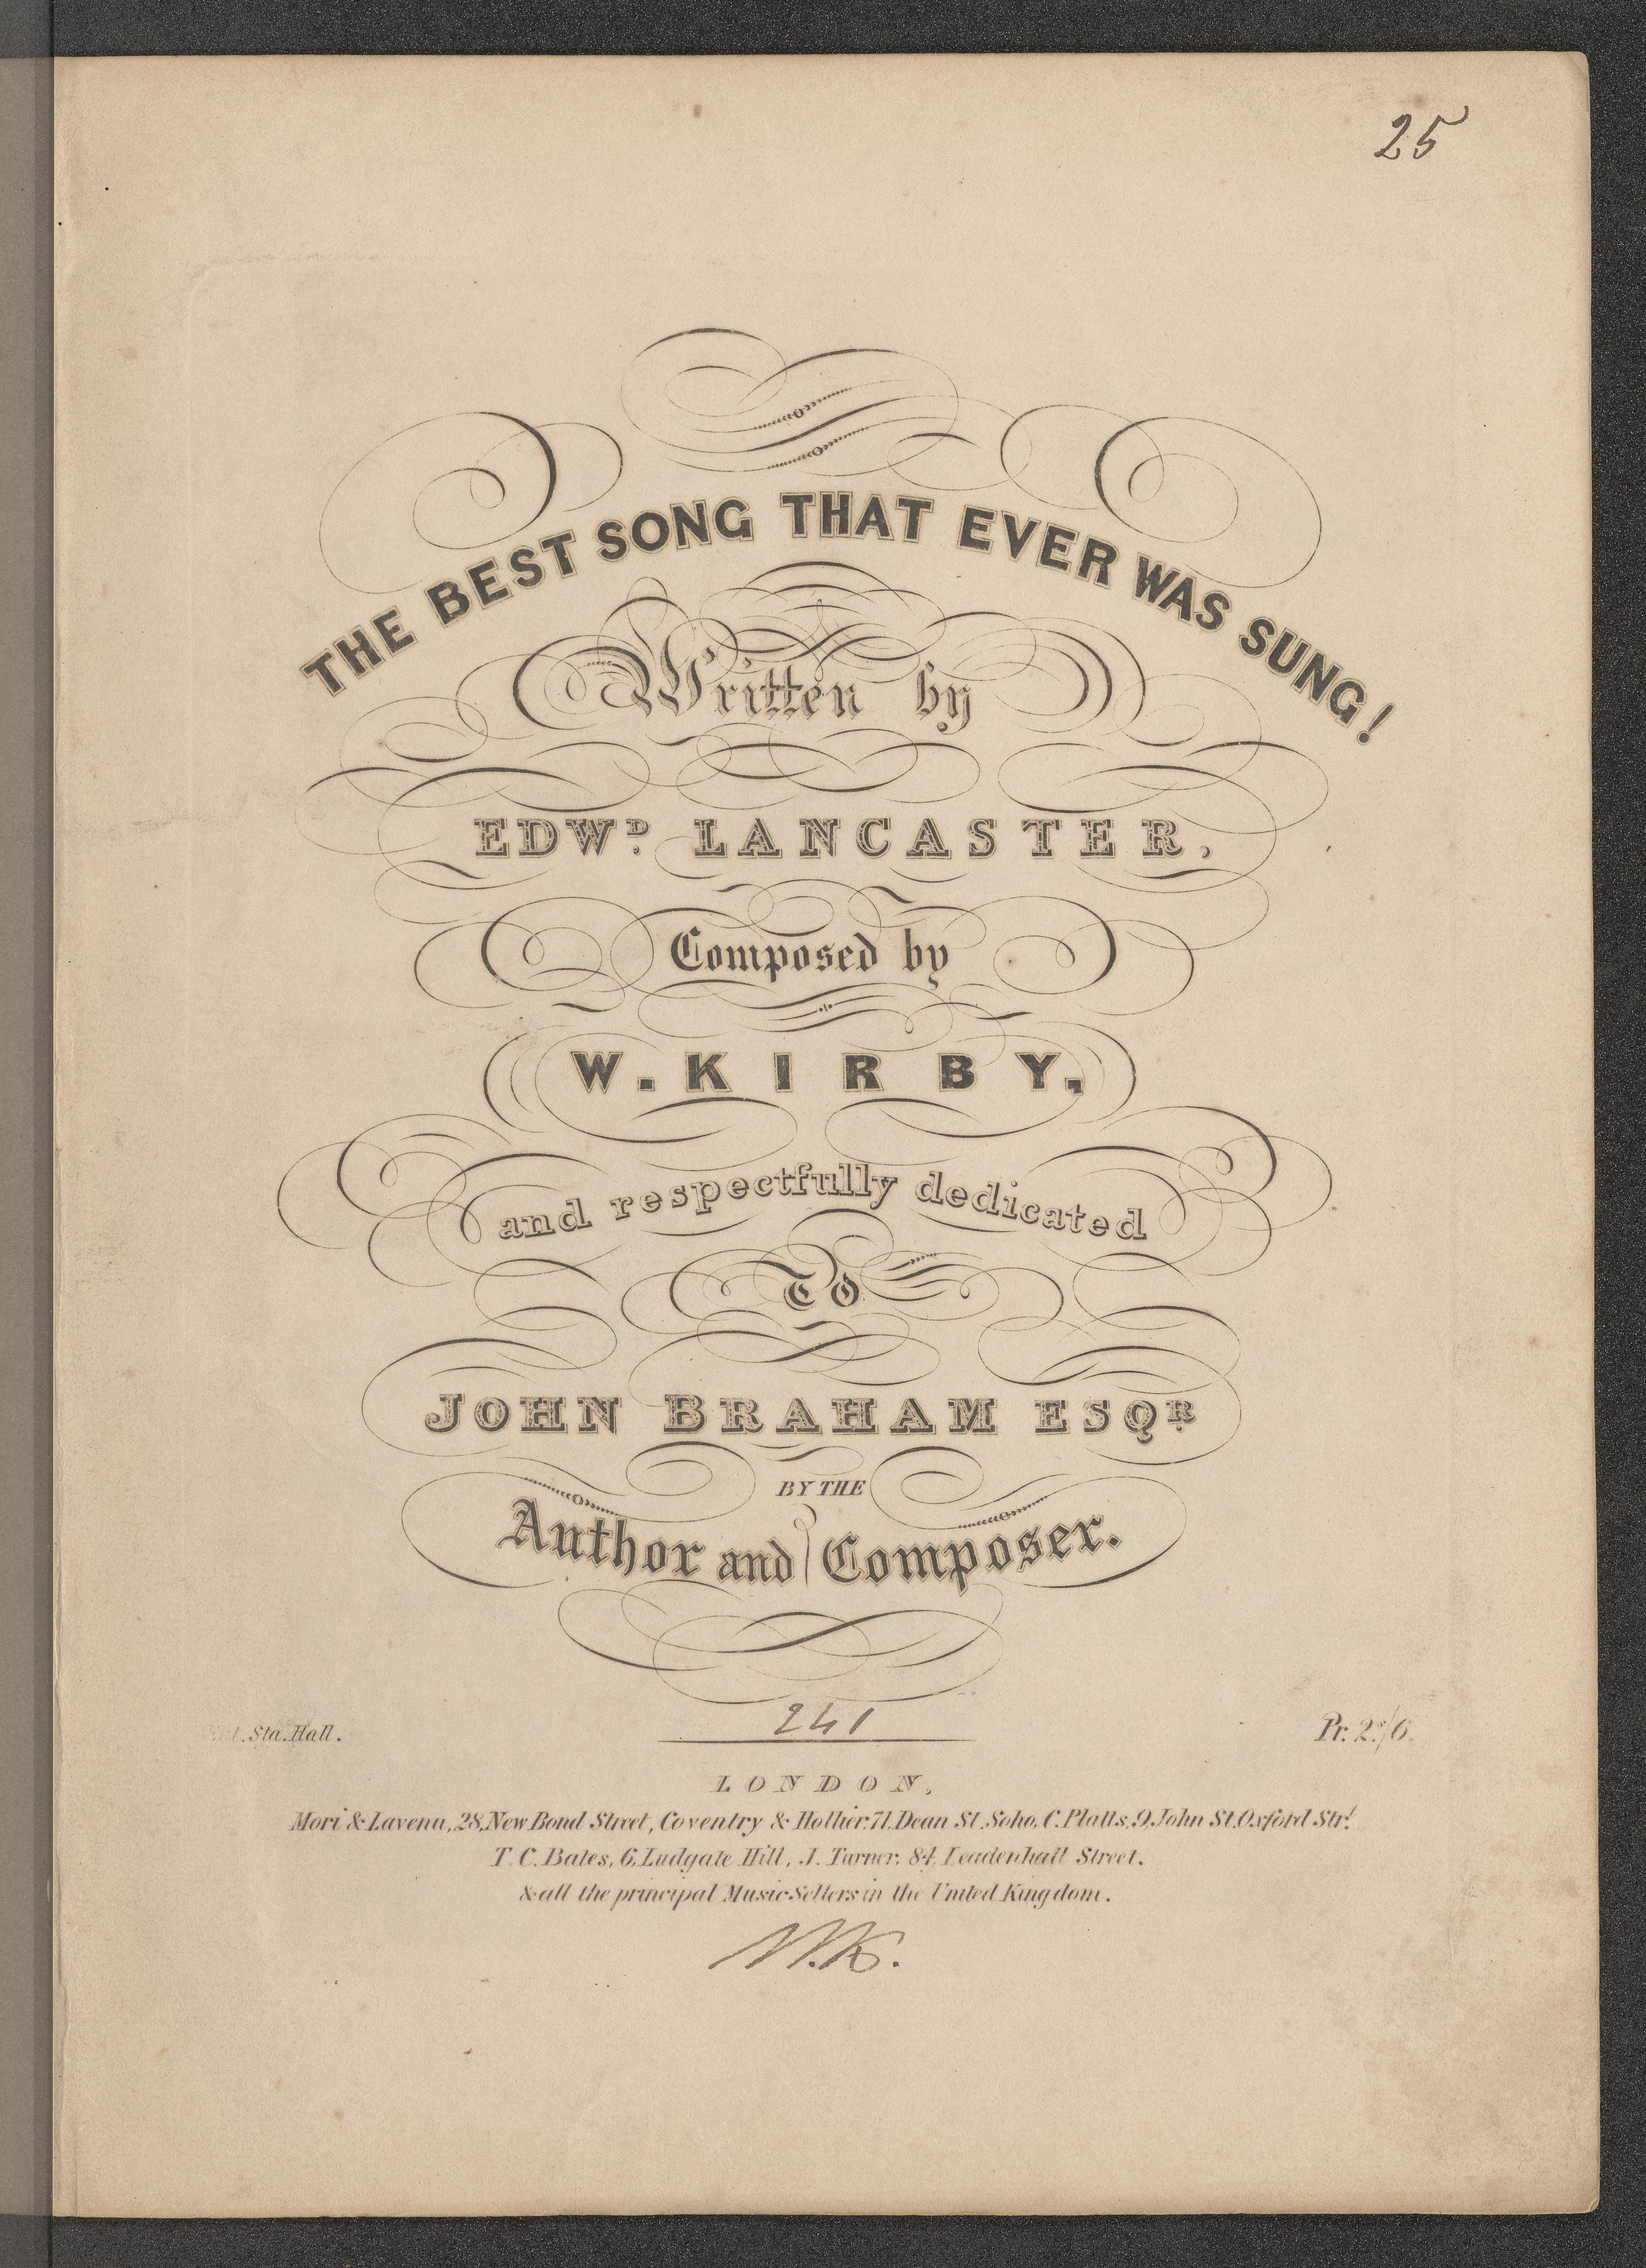 25
THE BEST SONG THAT EVER WAS SUNG!
Written by
EDWD. LANCASTER,
Composed by
W. KIRBY,
and respectfully dedicated
To
JOHN BRAHAM ESQR.
BY THE
Author and Composer.
241
Sta. Hall.
Pr. 2s/6
LONDON,
Mori & Lavenu, 28, New Bond Street, Coventry & Hollier, 71, Dean St. Soho, C. Platts, 9, John St. Oxford Strt.
T. C. Bates, 6, Ludgate Hill, J. Turner, 84, Leadenhall Street.
& all the principal Music Sellers in the United Kingdom.
W.K.